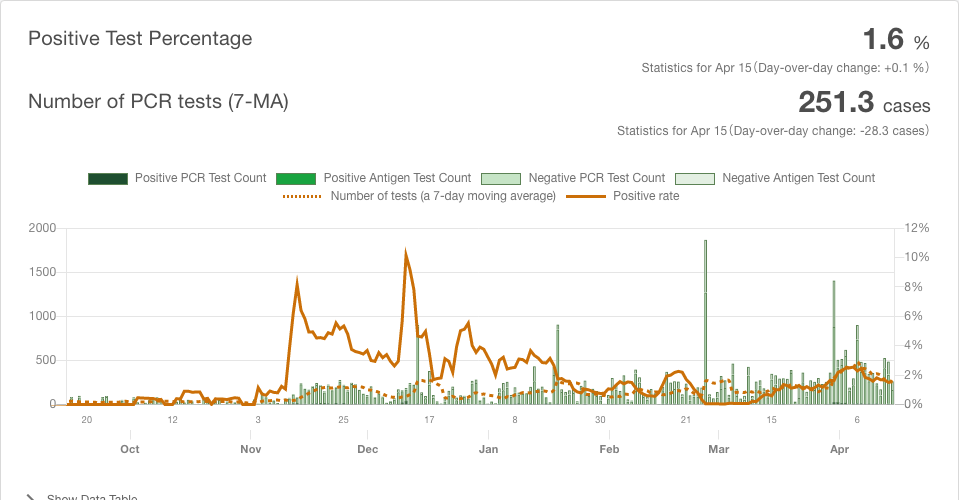 Positive Test Percentage
1.6 %
Statistics for Apr 15 (Day-over-day change: +0.1 %)
Number of PCR tests (7-MA)
251.3 cases
Statistics for Apr 15 (Day-over-day change: -28.3 cases)
Positive PCR Test Count Positive Antigen Test Count Negative PCR Test Count Negative Antigen Test Count
Number of tests (a 7-day moving average) Positive rate
2000 12%
10%
1500
8%
1000 6%
4%
500
2%
0 0%
20 12 3 25 17 8 30 21 15 6
Oct Nov Dec Jan Feb Mar Apr
Show Data Table